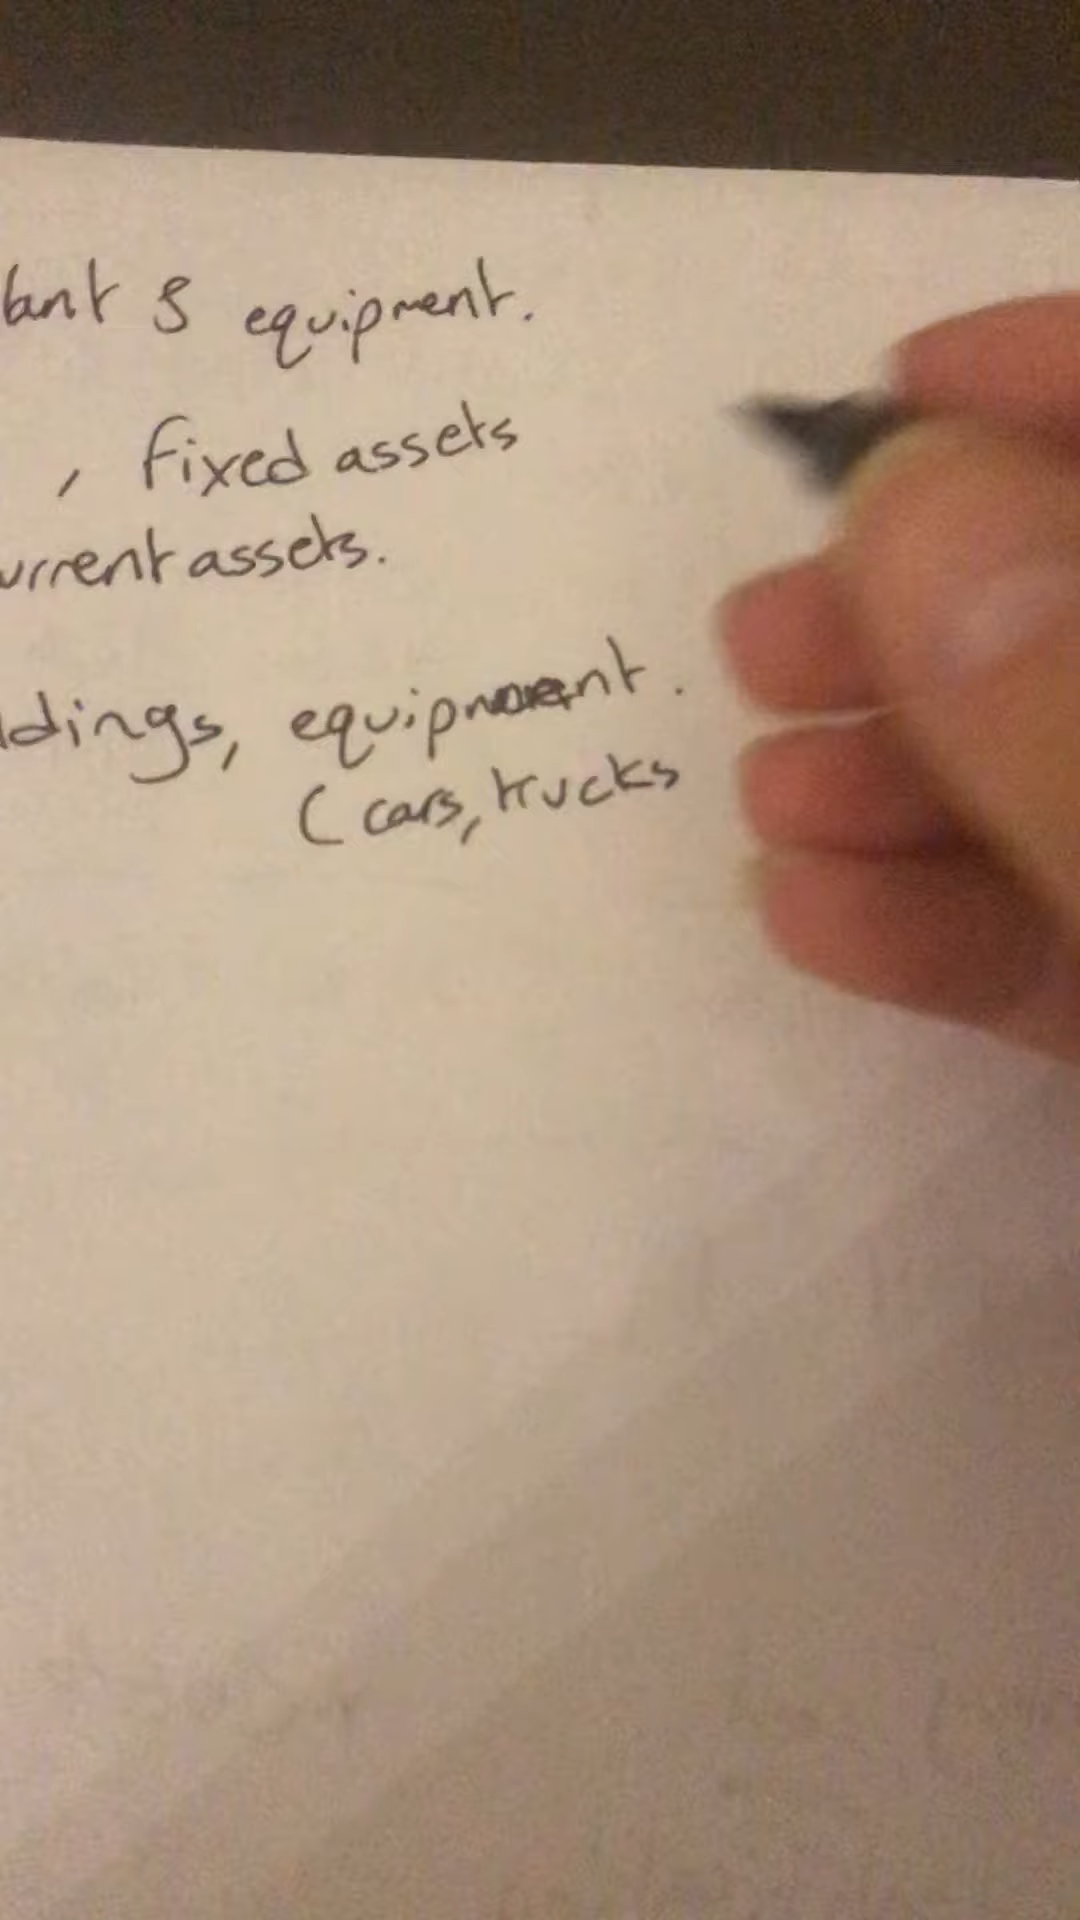 lant & equipment.
, fixed assets
urrent assets.
ldings, equipment.
(cars, trucks